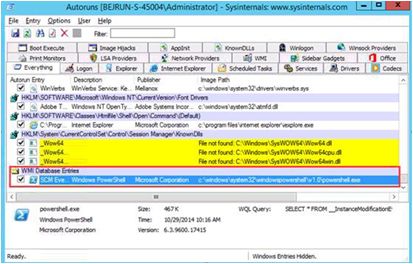 Autoruns [BEJRUN-S-45004\Administrator] - Sysinternals: www.sysinternals.com
File Entry Options User Help
Filter:
Boot Execute Image Hijacks AppInit KnownDLLs Winlogon Winsock Providers
Print Monitors LSA Providers Network Providers WMI Sidebar Gadgets Office
Everything Logon Explorer Internet Explorer Scheduled Tasks Services Drivers Codecs
Autorun Entry Description Publisher Image Path
WinVerbs WinVerbs Service: Ke... Mellanox c:\windows\system32\drivers\winverbs.sys
HKLM\SOFTWARE\Microsoft\Windows NT\CurrentVersion\Font Drivers
Adobe T... Windows NT OpenTy... Adobe Systems Incor... c:\windows\system32\atmfd.dll
HKLM\SOFTWARE\Classes\Htmlfile\Shell\Open\Command\(Default)
C:\Progra... Internet Explorer Microsoft Corporation c:\program files\internet explorer\iexplore.exe
HKLM\System\CurrentControlSet\Control\Session Manager\KnownDlls
_Wow64... File not found: C:\Windows\SysWOW64\Wow64.dll
_Wow64... File not found: C:\Windows\SysWOW64\Wow64cpu.dll
_Wow64... File not found: C:\Windows\SysWOW64\Wow64win.dll
WMI Database Entries
SCM Eve... Windows PowerShell Microsoft Corporation c:\windows\system32\windowspowershell\v1.0\powershell.exe
powershell.exe Size: 467 K WQL Query: SELECT * FROM __InstanceModificationE
Windows PowerShell Time: 10/29/2014 10:16 AM
Microsoft Corporation Version: 6.3.9600.17415
Ready. Windows Entries Hidden.